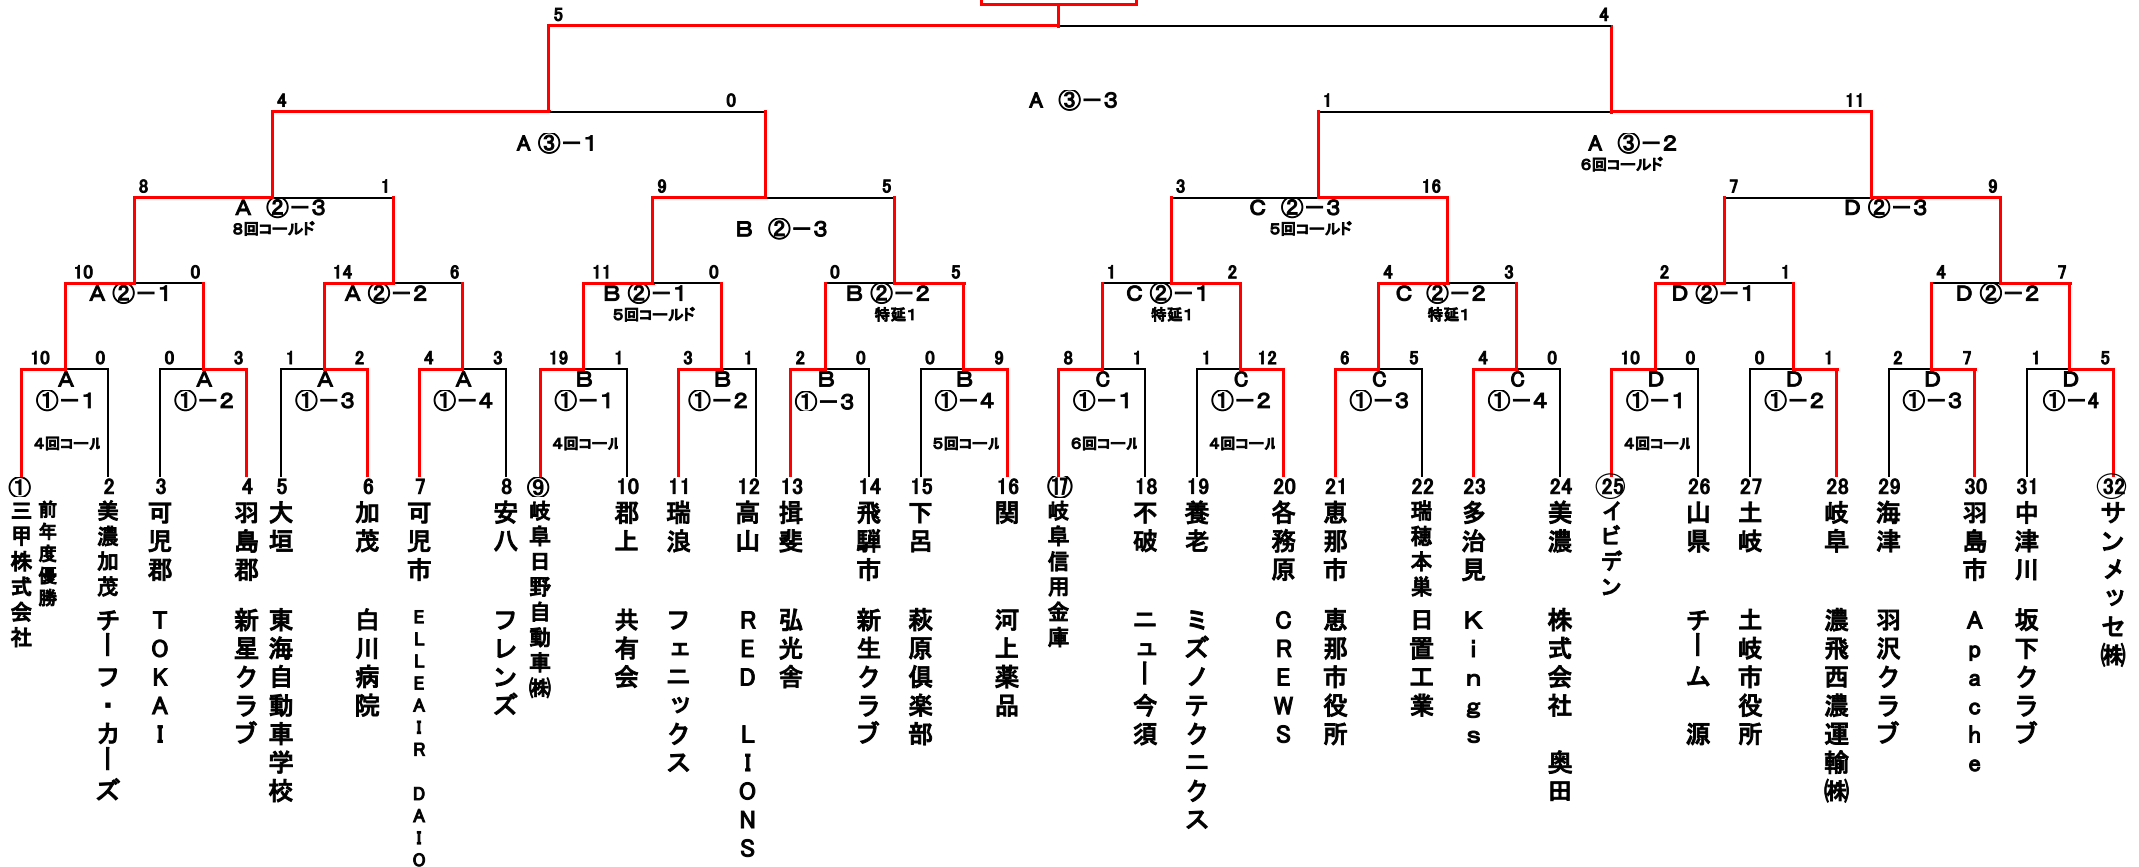 5 4
4 0 A ③－3 1 11
A ③－1 A ③－2
6回コールド
8 1 9 5 3 16 7 9
A ②－3 B ②－3 C ②－3 D ②－3
8回コールド 5回コールド
10 0 14 6 11 0 0 5 1 2 4 3 2 1 4 7
A ②－1 A ②－2 B ②－1 B ②－2 C ②－1 C ②－2 D ②－1 D ②－2
5回コールド 特延1 特延1 特延1
10 0 0 3 1 2 4 3 19 1 3 1 2 0 0 9 8 1 1 12 6 5 4 0 10 0 0 1 2 7 1 5
A A A A B B B B C C C C D D D D
①－1 ①－2 ①－3 ①－4 ①－1 ①－2 ①－3 ①－4 ①－1 ①－2 ①－3 ①－4 ①－1 ①－2 ①－3 ①－4
4回コール 4回コール 5回コール 6回コール 4回コール 4回コール
① 三甲株式会社
前年度優勝
2 美濃加茂 チーフ・カーズ
3 可児郡 TOKAI
4 羽島郡 新星クラブ
5 大垣 東海自動車学校
6 加茂 白川病院
7 可児市 ELLEAIR DAIO
8 安八 フレンズ
⑨ 岐阜日野自動車㈱
10 郡上 共有会
11 瑞浪 フェニックス
12 高山 RED LIONS
13 揖斐 弘光舎
14 飛騨市 新生クラブ
15 下呂 萩原倶楽部
16 関 河上薬品
⑰ 岐阜信用金庫
18 不破 ニュー今須
19 養老 ミズノテクニクス
20 各務原 CREWS
21 恵那市 恵那市役所
22 瑞穂本巣 日置工業
23 多治見 Kings
24 美濃 株式会社 奥田
㉕ イビデン
26 山県 チーム 源
27 土岐 土岐市役所
28 岐阜 濃飛西濃運輸㈱
29 海津 羽沢クラブ
30 羽島市 Apache
31 中津川 坂下クラブ
㉜ サンメッセ㈱